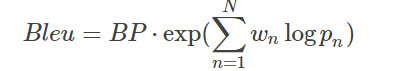 Bleu = BP · exp(∑_{n=1}^{N} w_n log p_n)